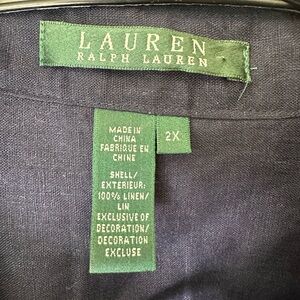 LAUREN
RALPH LAUREN
MADE IN
CHINA
FABRIQUE EN
CHINE
2X
SHELL/
EXTERIEUR:
100% LINEN/
LIN
EXCLUSIVE OF
DECORATION/
DECORATION
EXCLUSE